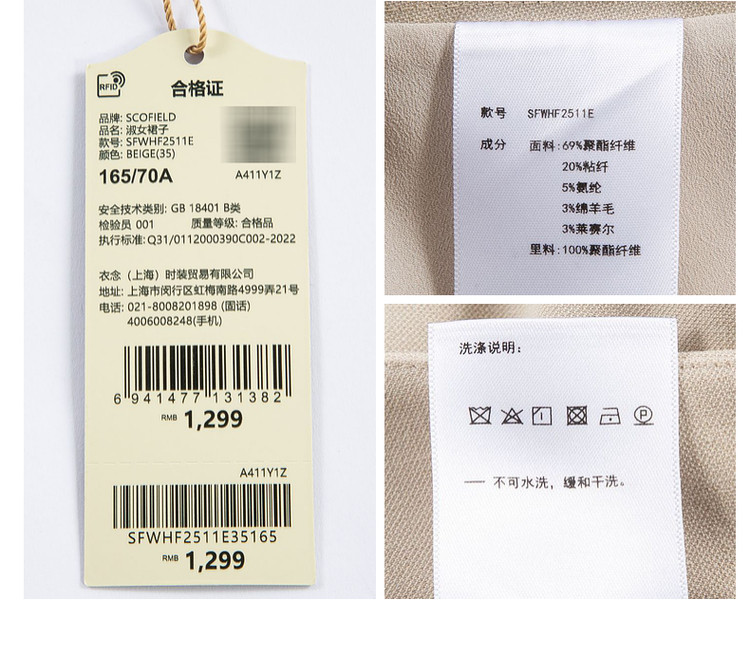 RFID
合格证
品牌: SCOFIELD
品名: 淑女裙子
款号: SFWHF2511E
颜色: BEIGE(35)
165/70A
A411Y1Z
安全技术类别: GB 18401 B类
检验员 001 质量等级: 合格品
执行标准: Q31/0112000390C002-2022
衣念（上海）时装贸易有限公司
地址: 上海市闵行区虹梅南路4999弄21号
电话: 021-8008201898 (面话)
4006008248(手机)
6 941477 131382
RMB 1,299
A411Y1Z
SFWHF2511E35165
RMB 1,299
款号 SFWHF2511E
成分 面料:69%聚酯纤维
20%粘纤
5%氨纶
3%绵羊毛
3%莱赛尔
里料:100%聚酯纤维
洗涤说明:
P
— 不可水洗，缓和干洗。